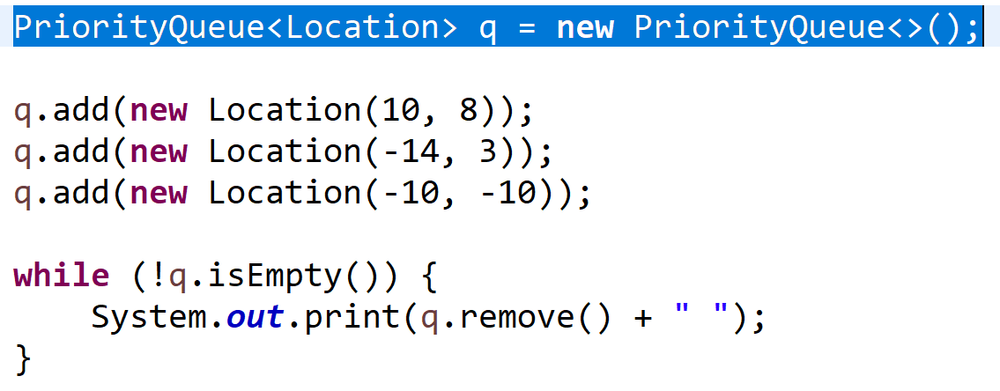 PriorityQueue<Location> q = new PriorityQueue<>();
q.add(new Location(10, 8));
q.add(new Location(-14, 3));
q.add(new Location(-10, -10));
while (!q.isEmpty()) {
    System.out.print(q.remove() + " ");
}